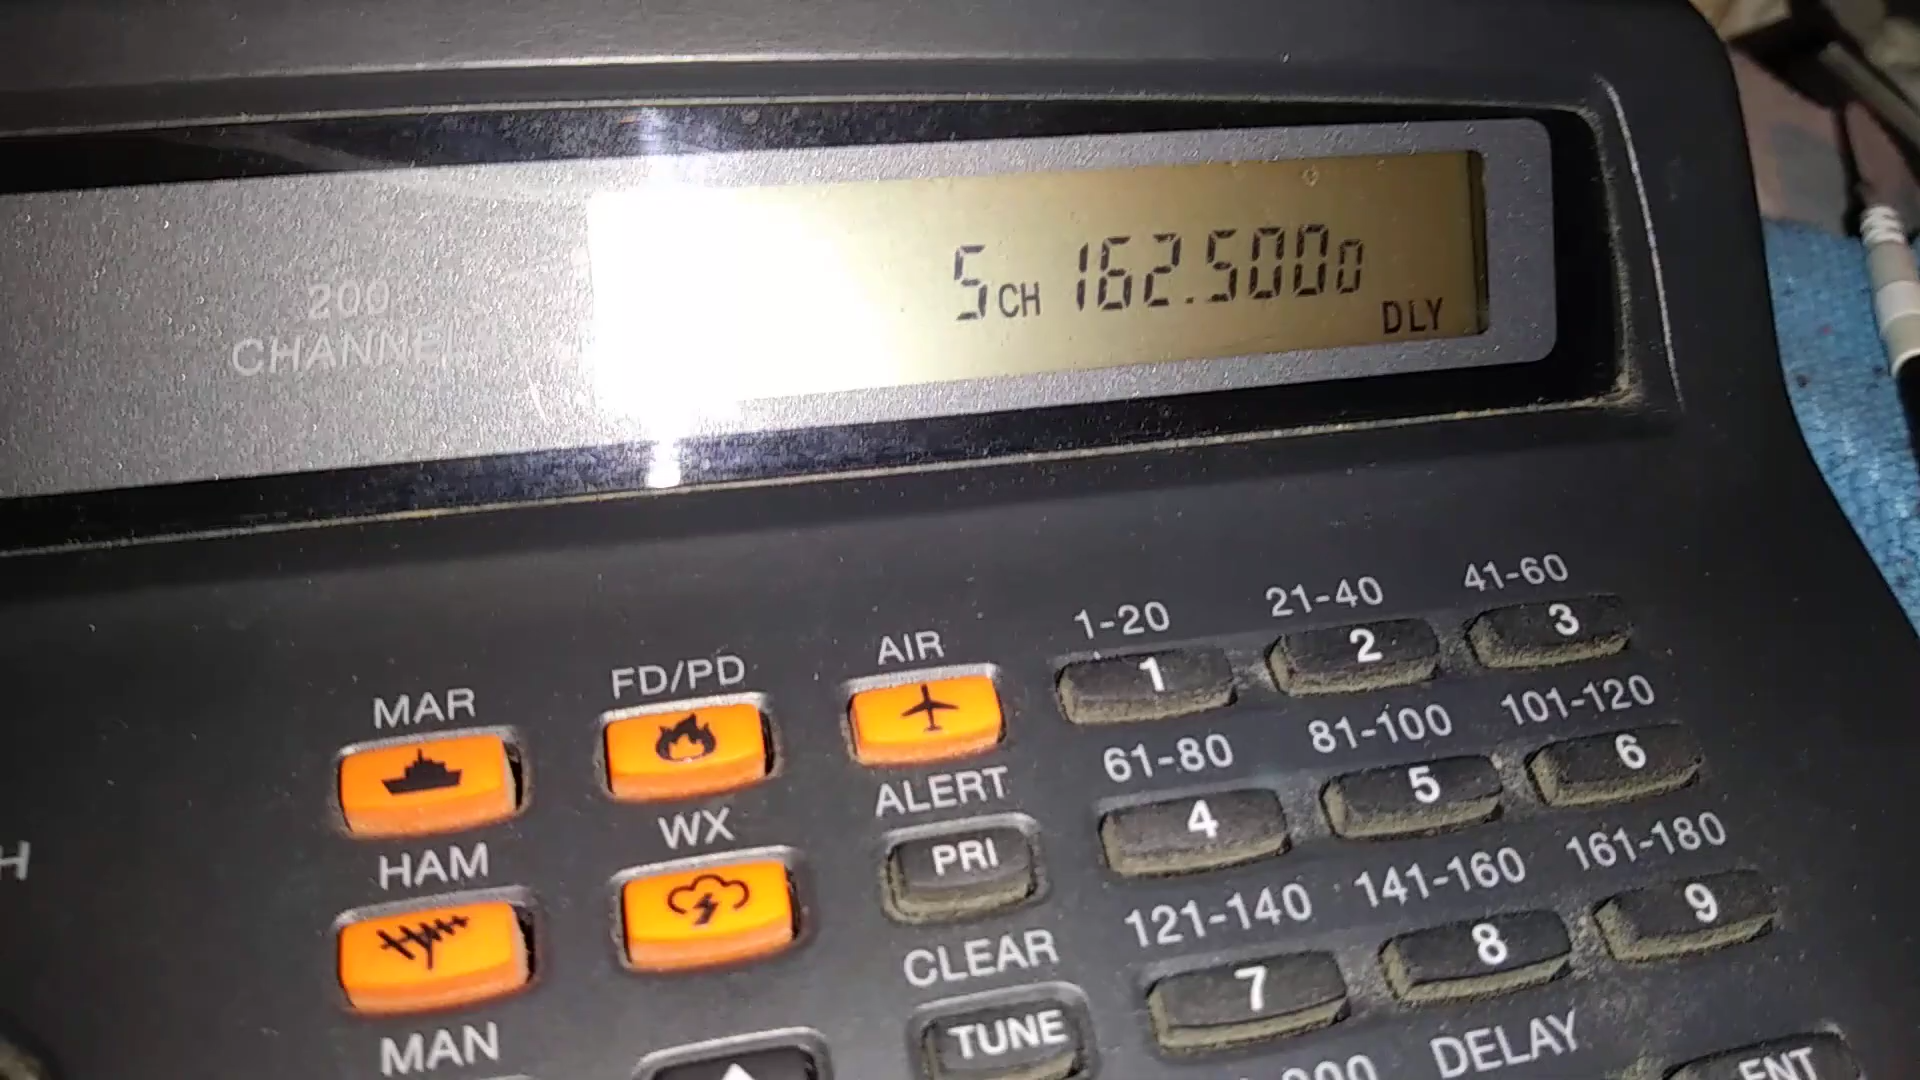 200
CHANNEL
5 CH 162.5000
DLY
MAR
FD/PD
AIR
1-20
21-40
41-60
1
2
3
HAM
WX
ALERT
PRI
61-80
81-100
101-120
4
5
6
MAN
CLEAR
TUNE
121-140
141-160
161-180
7
8
9
DELAY
ENT